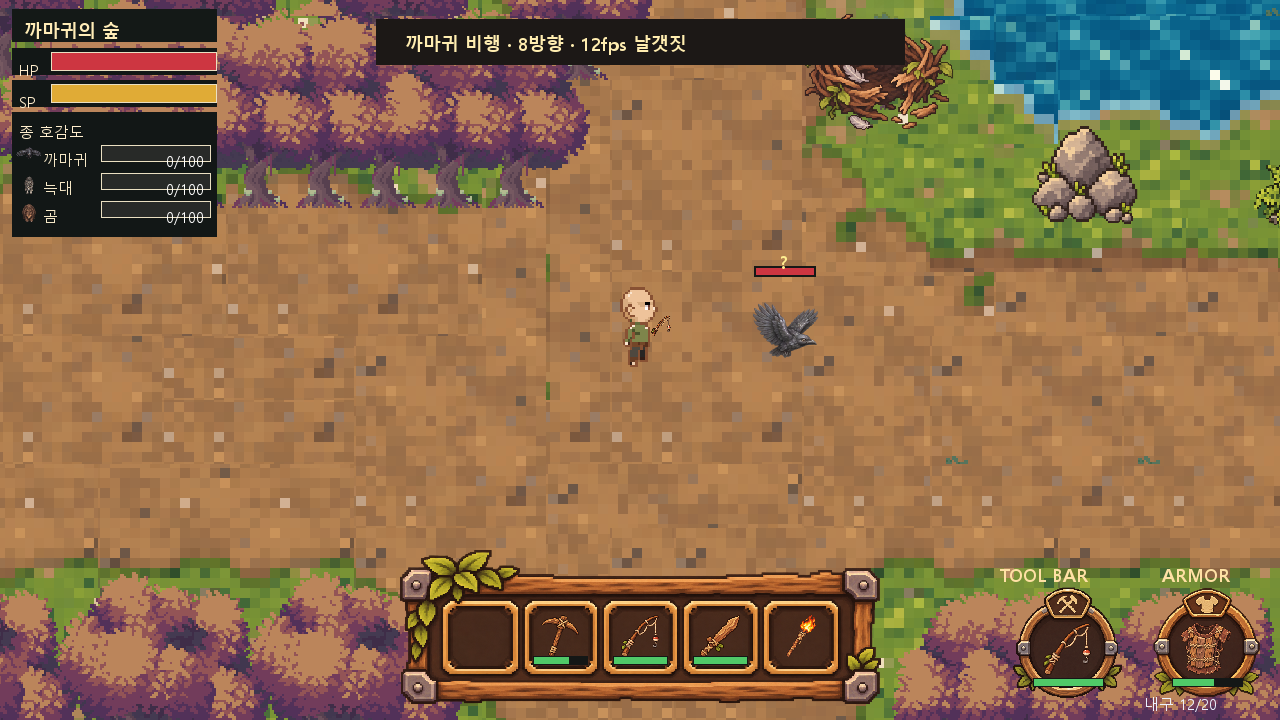 까마귀의 숲
까마귀 비행 · 8방향 · 12fps 날갯짓
HP
SP
종 호감도
까마귀 0/100
늑대 0/100
곰 0/100
?
TOOL BAR
ARMOR
내구 12/20